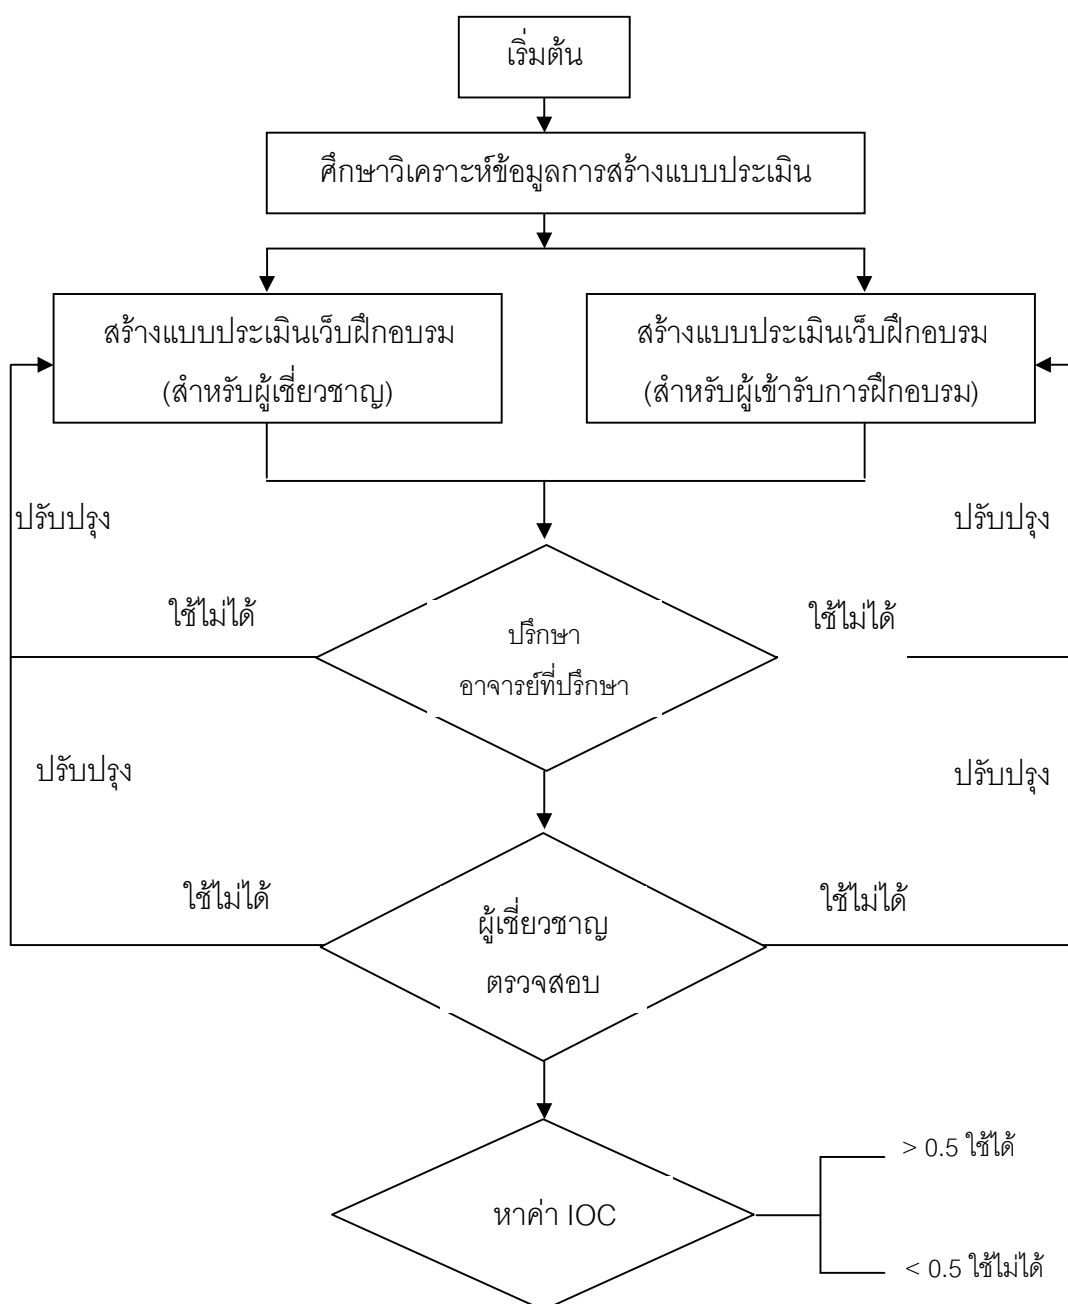 เริ่มต้น
ศึกษาวิเคราะห์ข้อมูลการสร้างแบบประเมิน
สร้างแบบประเมินเว็บฝึกอบรม
(สำหรับผู้เชี่ยวชาญ)
สร้างแบบประเมินเว็บฝึกอบรม
(สำหรับผู้เข้ารับการฝึกอบรม)
ปรับปรุง
ปรับปรุง
ใช้ไม่ได้
ใช้ไม่ได้
ปรึกษา
อาจารย์ที่ปรึกษา
ปรับปรุง
ปรับปรุง
ใช้ไม่ได้
ใช้ไม่ได้
ผู้เชี่ยวชาญ
ตรวจสอบ
> 0.5 ใช้ได้
หาค่า IOC
< 0.5 ใช้ไม่ได้